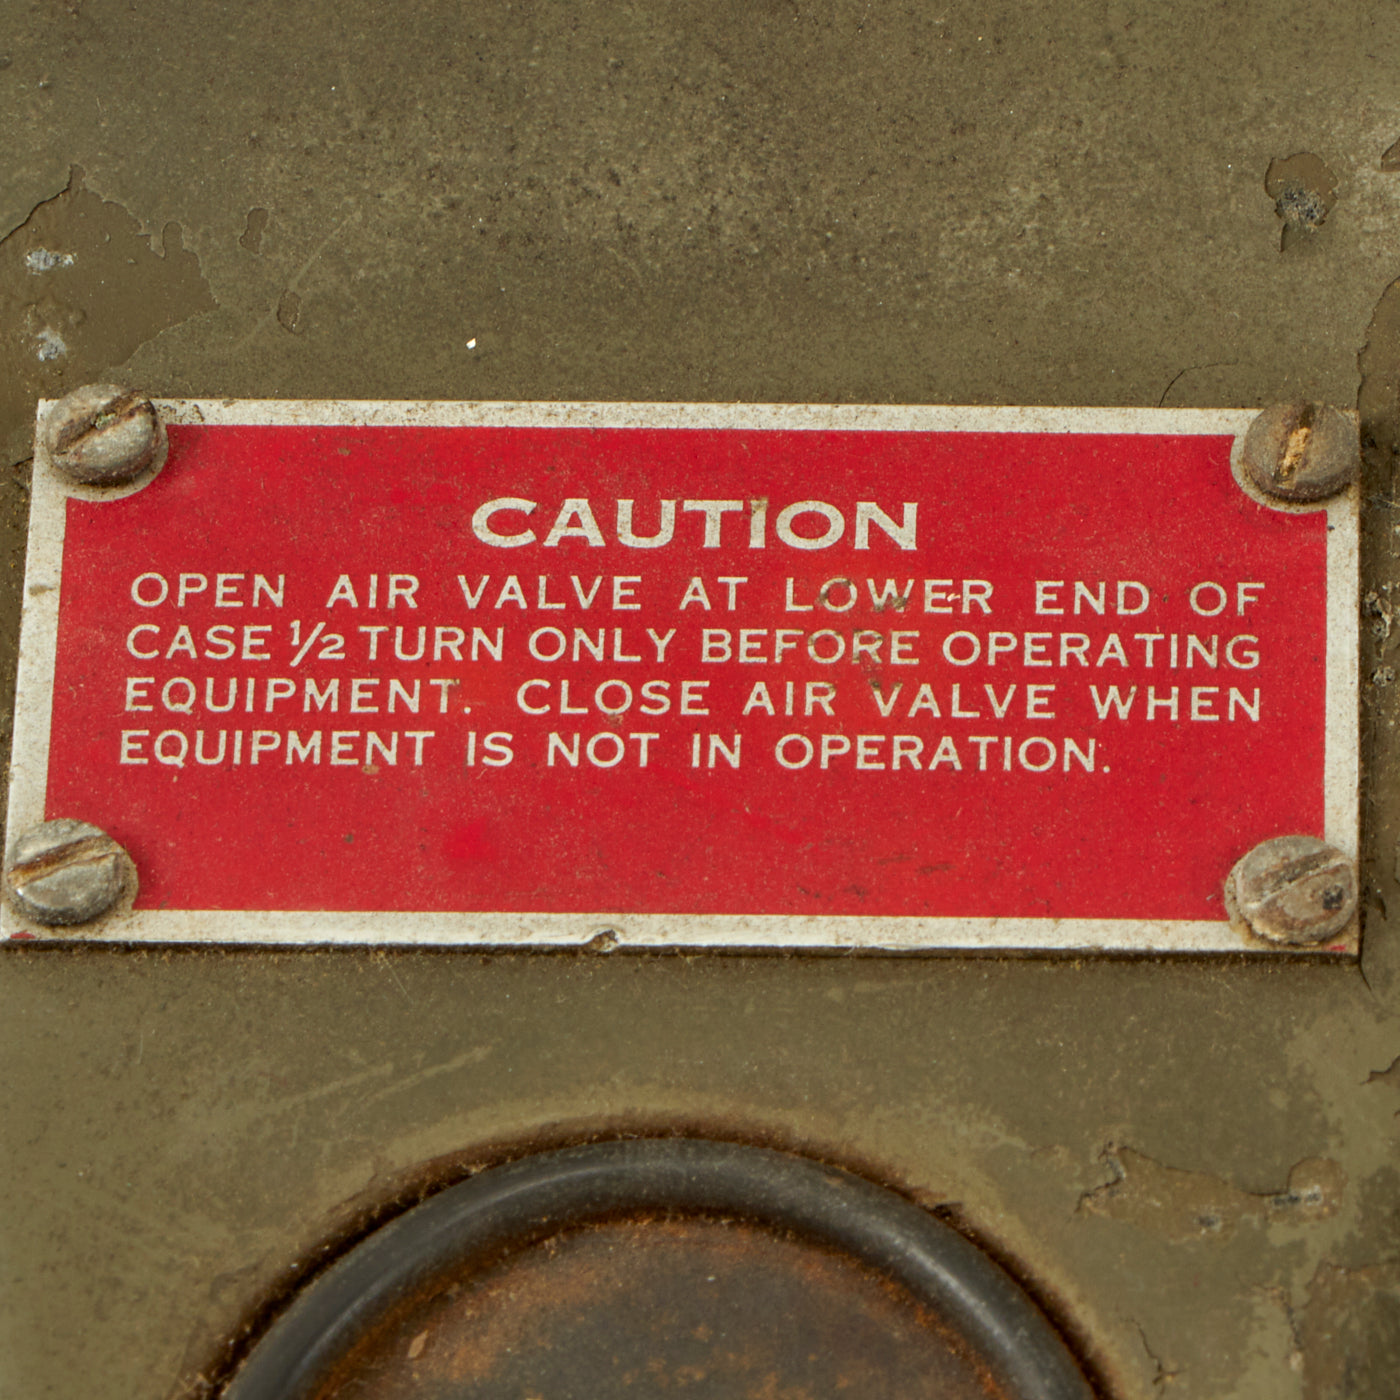 CAUTION
OPEN AIR VALVE AT LOWER END OF
CASE 1/2 TURN ONLY BEFORE OPERATING
EQUIPMENT. CLOSE AIR VALVE WHEN
EQUIPMENT IS NOT IN OPERATION.